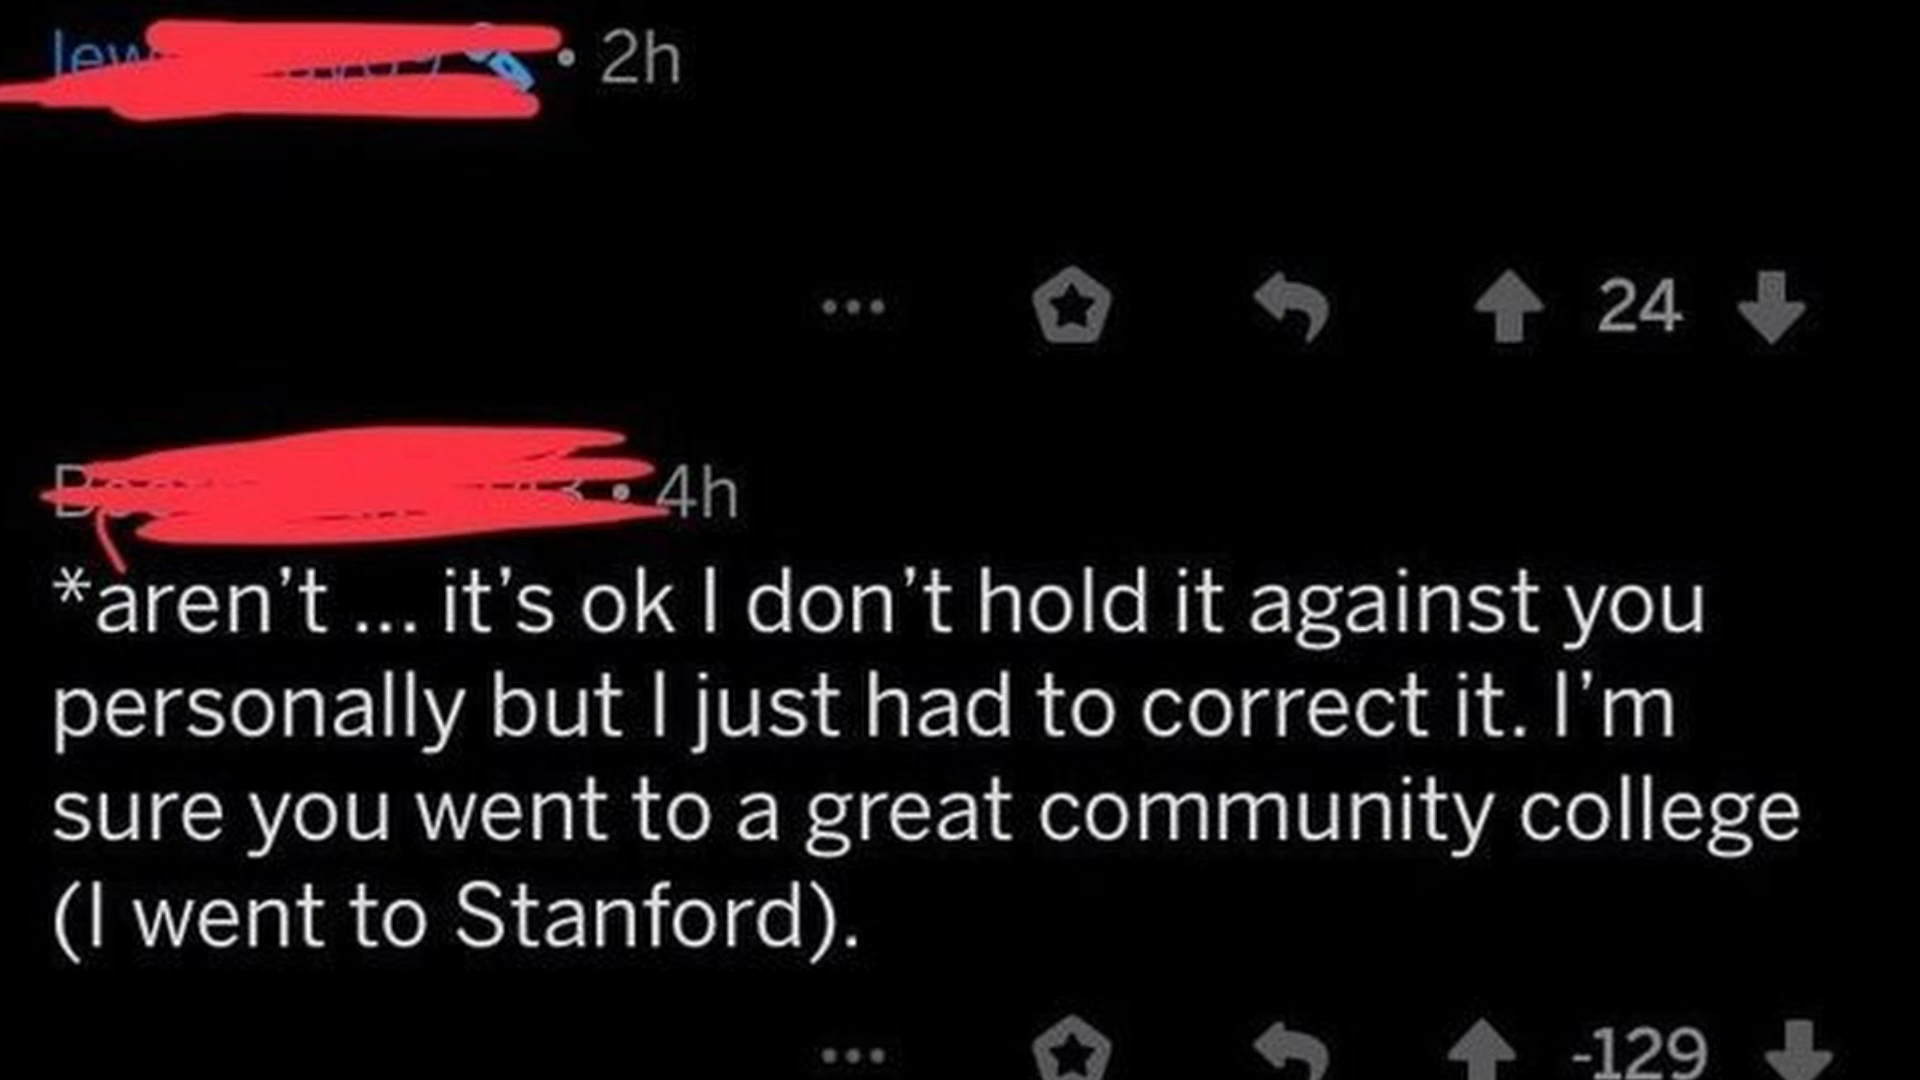 • 2h
24
• 4h
*aren’t ... it’s ok I don’t hold it against you
personally but I just had to correct it. I’m
sure you went to a great community college
(I went to Stanford).
-129